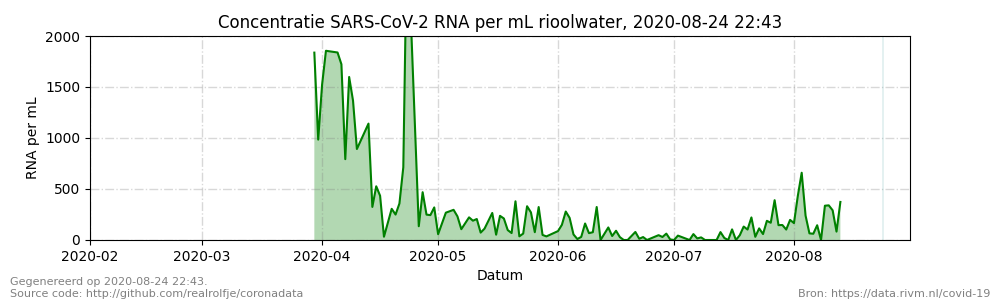 Concentratie SARS-CoV-2 RNA per mL rioolwater, 2020-08-24 22:43
RNA per mL
2000
1500
1000
500
0
2020-02 2020-03 2020-04 2020-05 2020-06 2020-07 2020-08
Datum
Gegenereerd op 2020-08-24 22:43.
Source code: http://github.com/realrolfje/coronadata
Bron: https://data.rivm.nl/covid-19